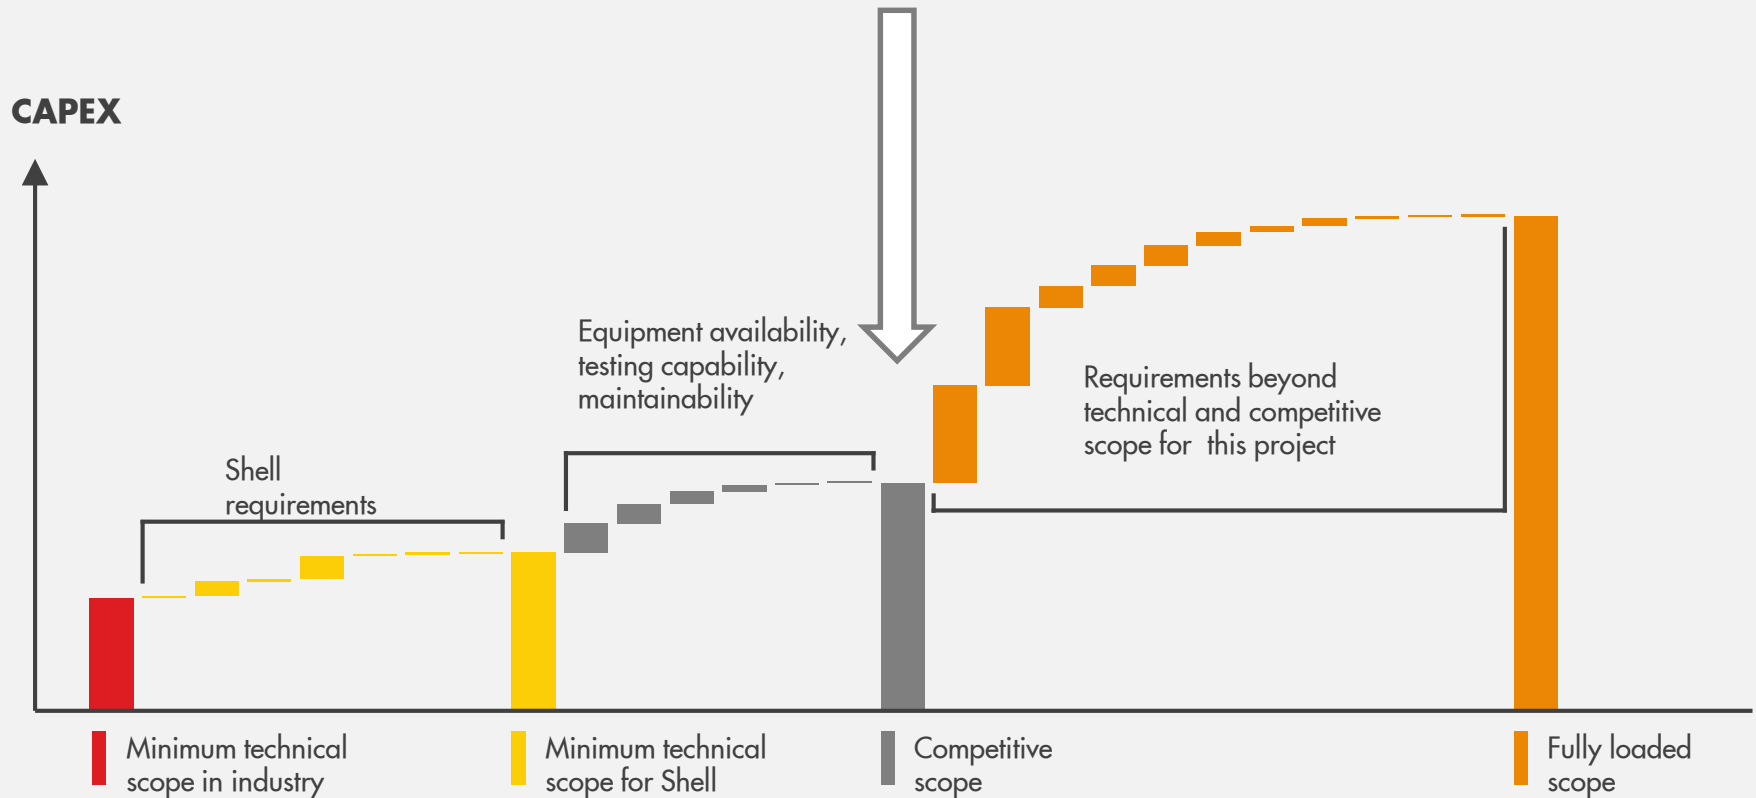 CAPEX
Equipment availability,
testing capability,
maintainability
Requirements beyond
technical and competitive
scope for  this project
Shell
requirements
Minimum technical
scope in industry
Minimum technical
scope for Shell
Competitive
scope
Fully loaded
scope